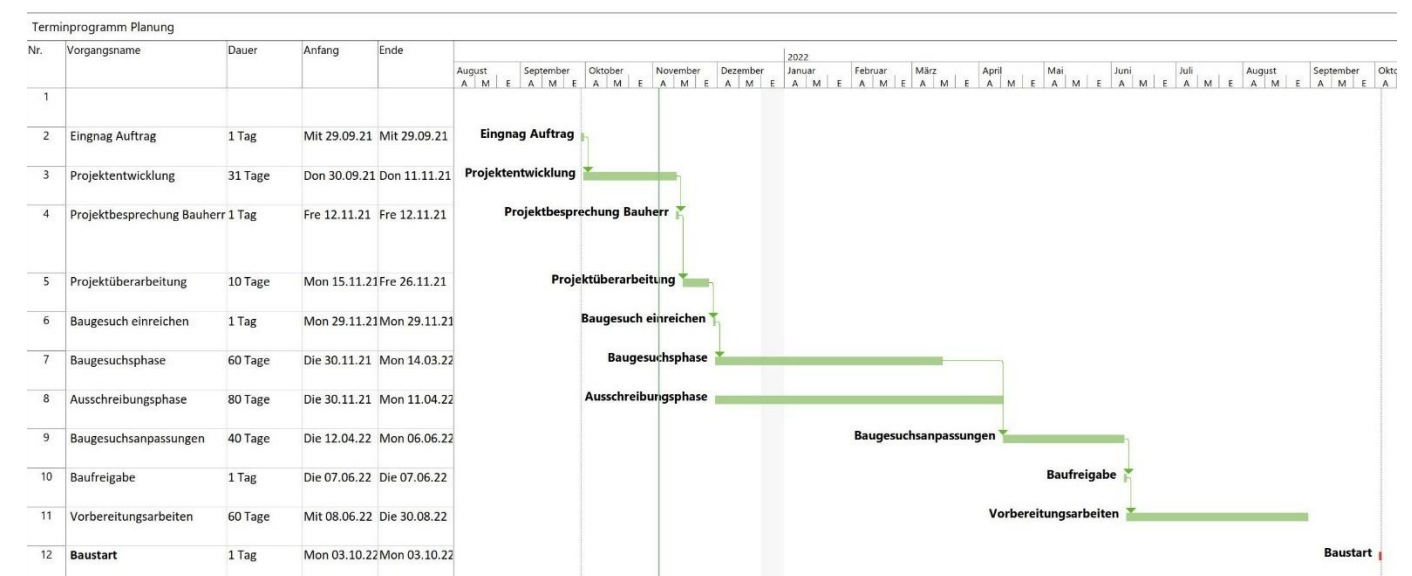 Terminprogramm Planung
Nr. Vorgangsname Dauer Anfang Ende
2022
August September Oktober November Dezember Januar Februar März April Mai Juni Juli August September Okto
A M E A M E A M E A M E A M E A M E A M E A M E A M E A M E A M E A M E A M E A M E A
1
2 Eingnag Auftrag 1 Tag Mit 29.09.21 Mit 29.09.21 Eingnag Auftrag
3 Projektentwicklung 31 Tage Don 30.09.21 Don 11.11.21 Projektentwicklung
4 Projektbesprechung Bauherr 1 Tag Fre 12.11.21 Fre 12.11.21 Projektbesprechung Bauherr
5 Projektüberarbeitung 10 Tage Mon 15.11.21 Fre 26.11.21 Projektüberarbeitung
6 Baugesuch einreichen 1 Tag Mon 29.11.21 Mon 29.11.21 Baugesuch einreichen
7 Baugesuchsphase 60 Tage Die 30.11.21 Mon 14.03.22 Baugesuchsphase
8 Ausschreibungsphase 80 Tage Die 30.11.21 Mon 11.04.22 Ausschreibungsphase
9 Baugesuchsanpassungen 40 Tage Die 12.04.22 Mon 06.06.22 Baugesuchsanpassungen
10 Baufreigabe 1 Tag Die 07.06.22 Die 07.06.22 Baufreigabe
11 Vorbereitungsarbeiten 60 Tage Mit 08.06.22 Die 30.08.22 Vorbereitungsarbeiten
12 Baustart 1 Tag Mon 03.10.22 Mon 03.10.22 Baustart